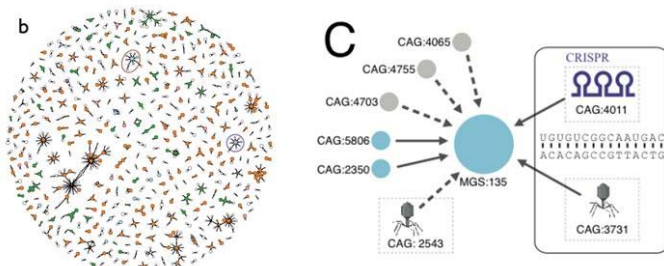 b
C
CAG:4065
CAG:4755
CAG:4703
CAG:5806
CAG:2350
CAG: 2543
MGS:135
CRISPR
CAG:4011
UGUGUCGGCAAUGAC
ACACAGCCGTTACTG
CAG:3731